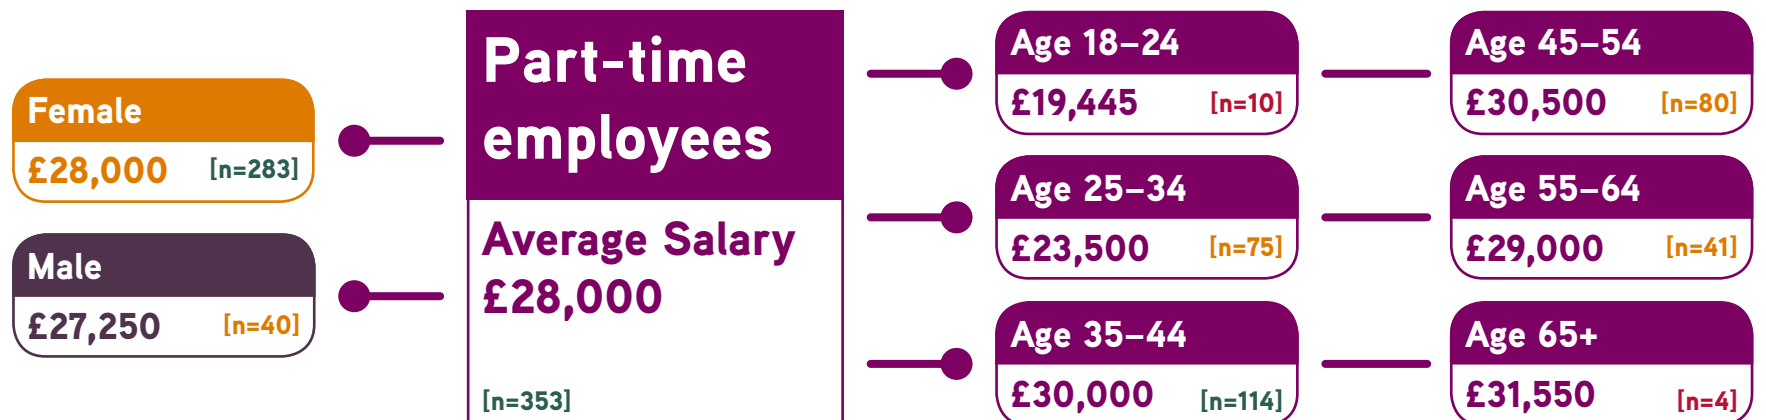 Female
£28,000 [n=283]
Male
£27,250 [n=40]
Part-time
employees
Average Salary
£28,000
[n=353]
Age 18–24
£19,445 [n=10]
Age 25–34
£23,500 [n=75]
Age 35–44
£30,000 [n=114]
Age 45–54
£30,500 [n=80]
Age 55–64
£29,000 [n=41]
Age 65+
£31,550 [n=4]